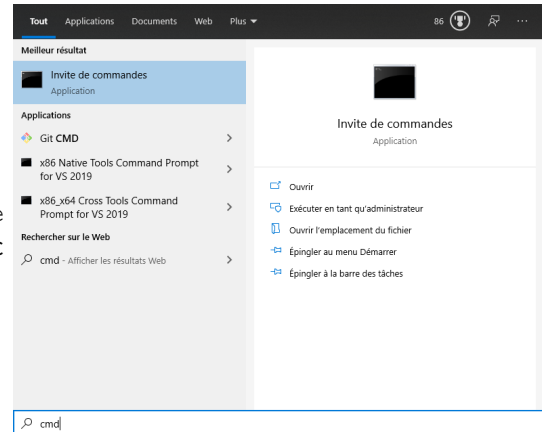 Tout Applications Documents Web Plus 86 ...
Meilleur résultat
Invite de commandes
Application
Applications
Git CMD
x86 Native Tools Command Prompt
for VS 2019
x86_x64 Cross Tools Command
Prompt for VS 2019
Rechercher sur le Web
cmd - Afficher les résultats Web
Invite de commandes
Application
Ouvrir
Exécuter en tant qu'administrateur
Ouvrir l'emplacement du fichier
Épingler au menu Démarrer
Épingler à la barre des tâches
cmd